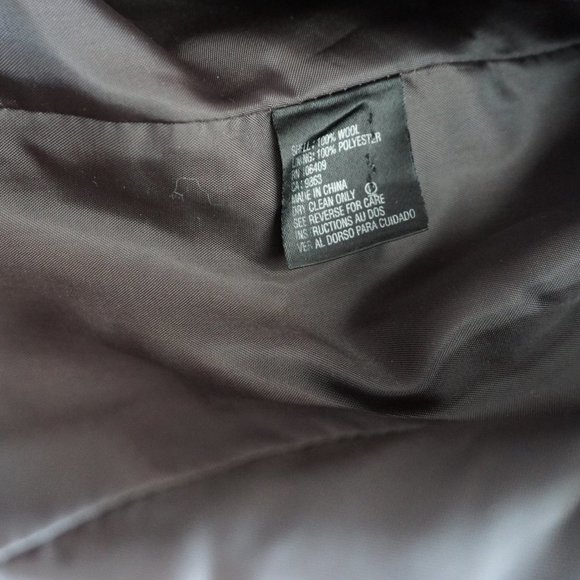 SHELL: 100% WOOL
LINING: 100% POLYESTER
RN 106409
CA: 9863
MADE IN CHINA
DRY CLEAN ONLY
SEE REVERSE FOR CARE
INSTRUCTIONS AU DOS
VER AL DORSO PARA CUIDADO